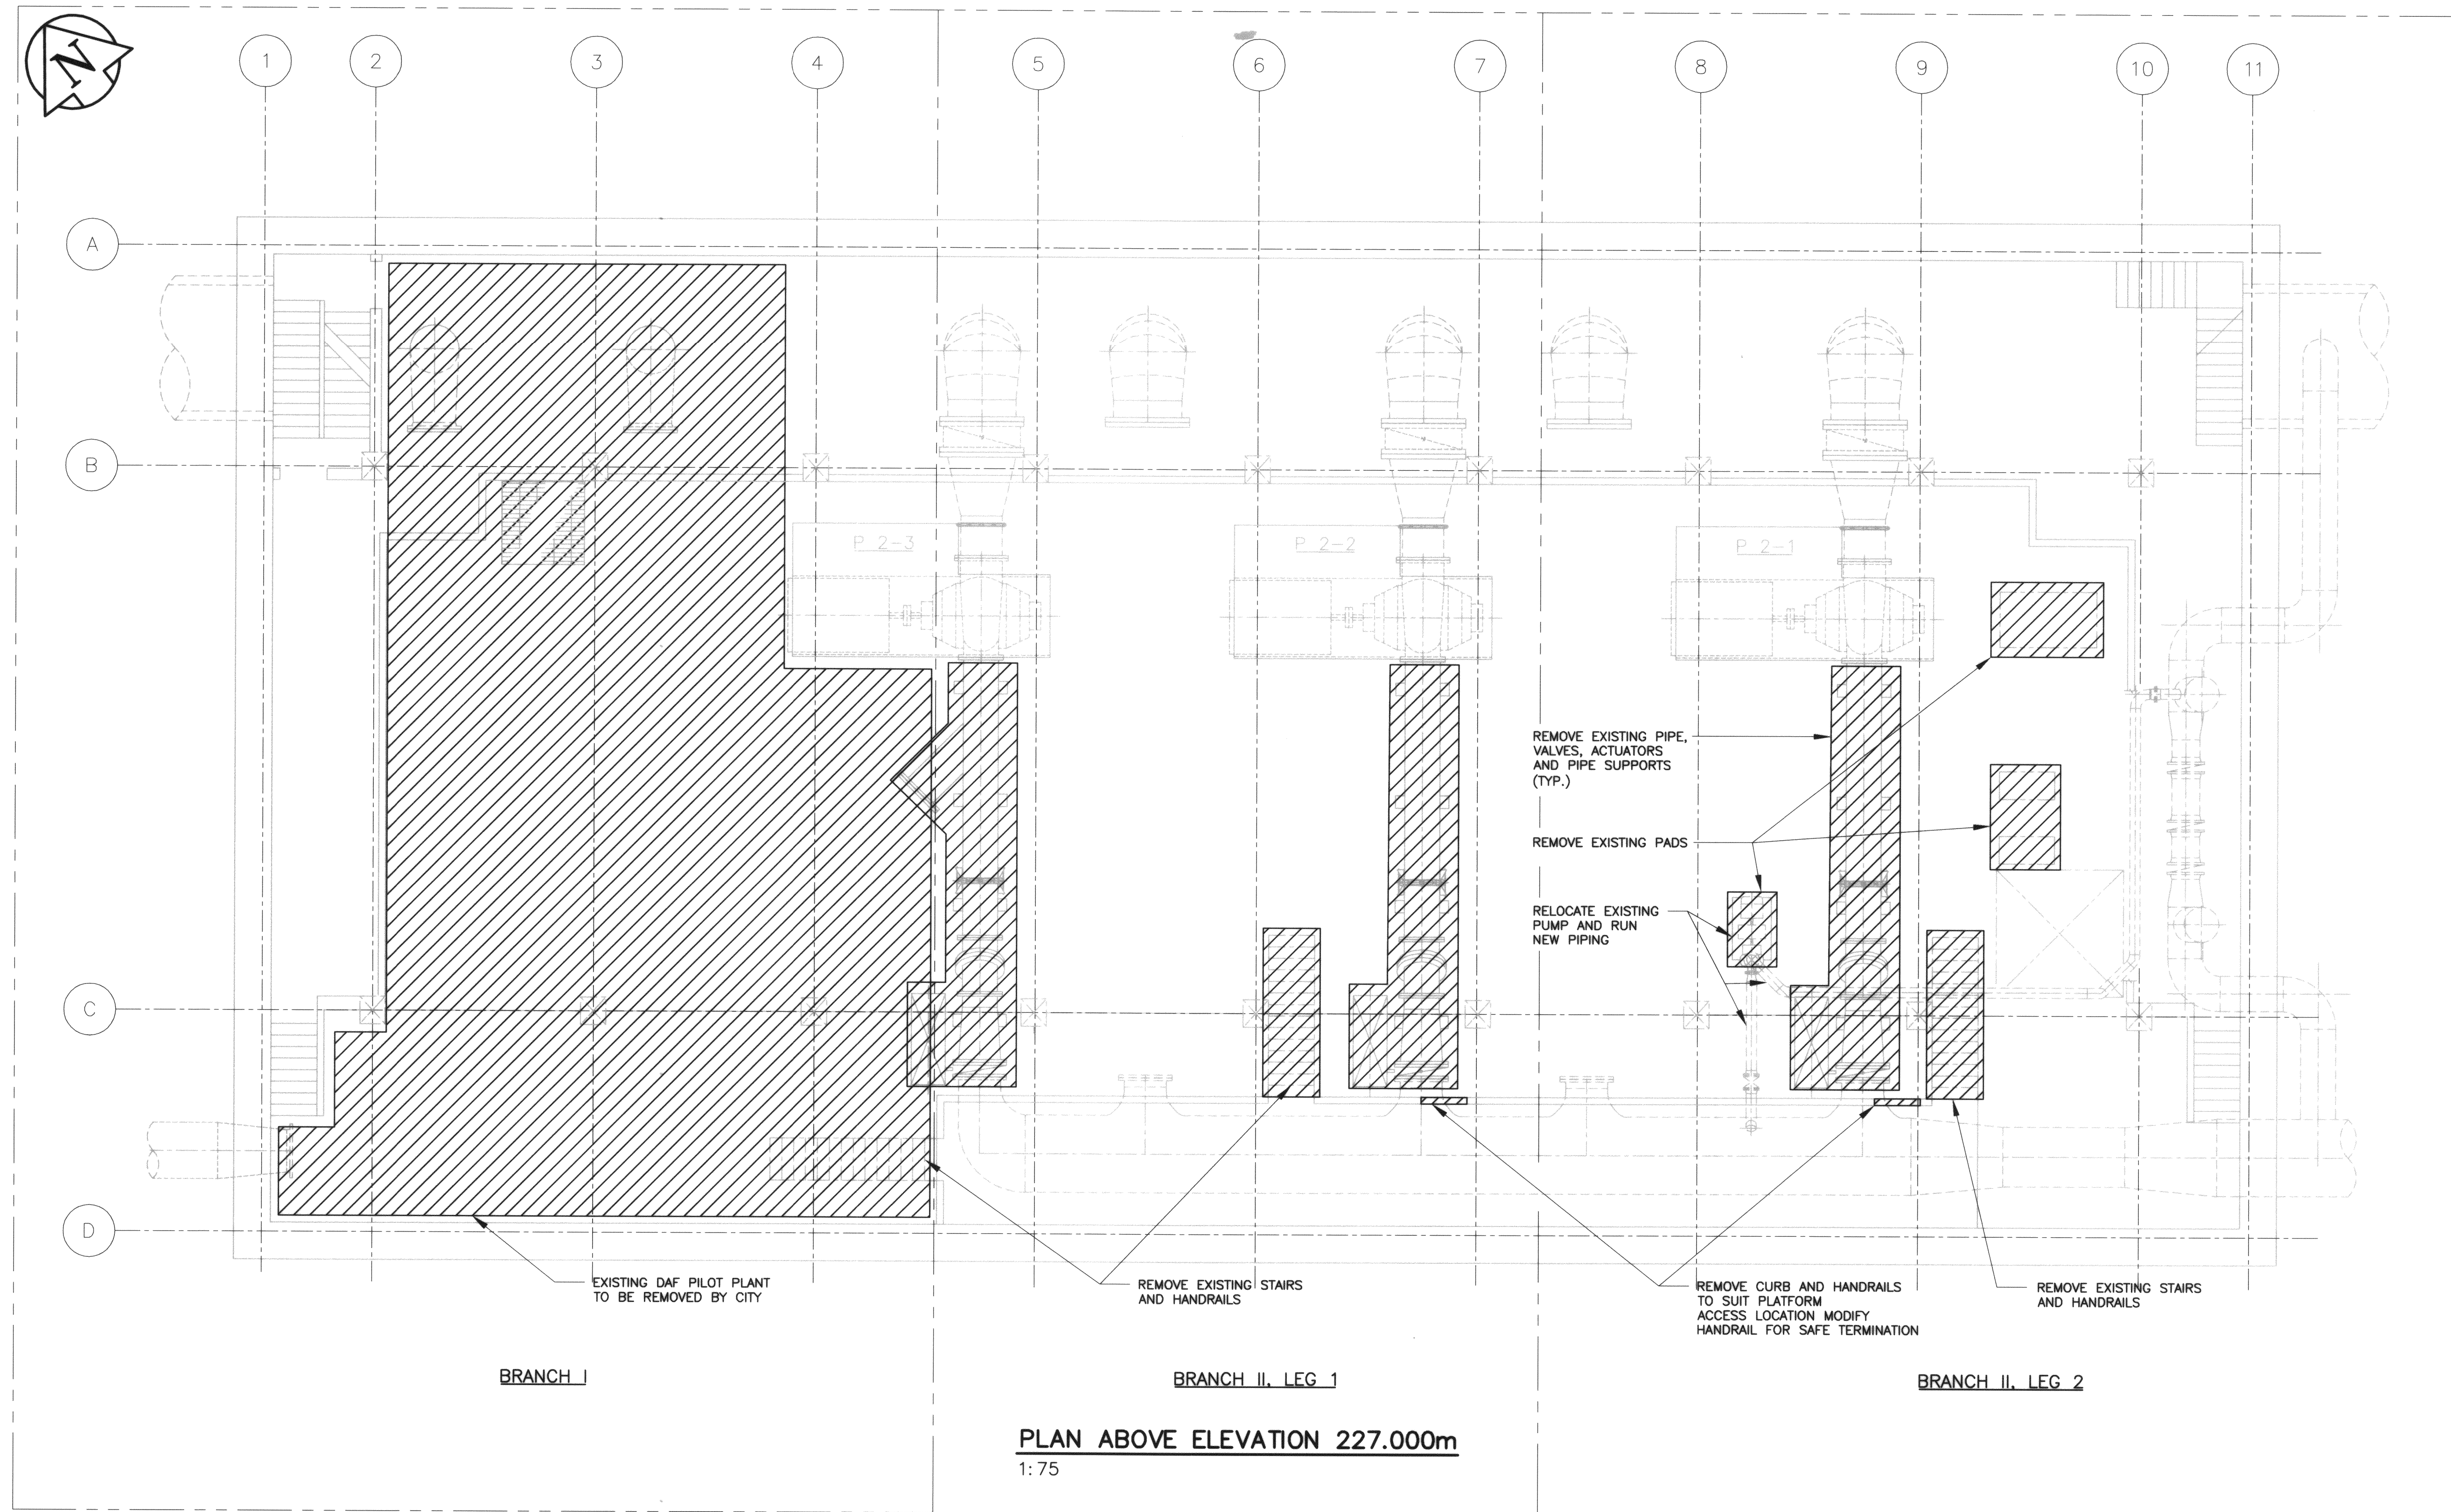 N
1
2
3
4
5
6
7
8
9
10
11
A
B
C
D
P 2-3
P 2-2
P 2-1
REMOVE EXISTING PIPE,
VALVES, ACTUATORS
AND PIPE SUPPORTS
(TYP.)
REMOVE EXISTING PADS
RELOCATE EXISTING
PUMP AND RUN
NEW PIPING
EXISTING DAF PILOT PLANT
TO BE REMOVED BY CITY
REMOVE EXISTING STAIRS
AND HANDRAILS
REMOVE CURB AND HANDRAILS
TO SUIT PLATFORM
ACCESS LOCATION MODIFY
HANDRAIL FOR SAFE TERMINATION
REMOVE EXISTING STAIRS
AND HANDRAILS
BRANCH I
BRANCH II, LEG 1
BRANCH II, LEG 2
PLAN ABOVE ELEVATION 227.000m
1:75